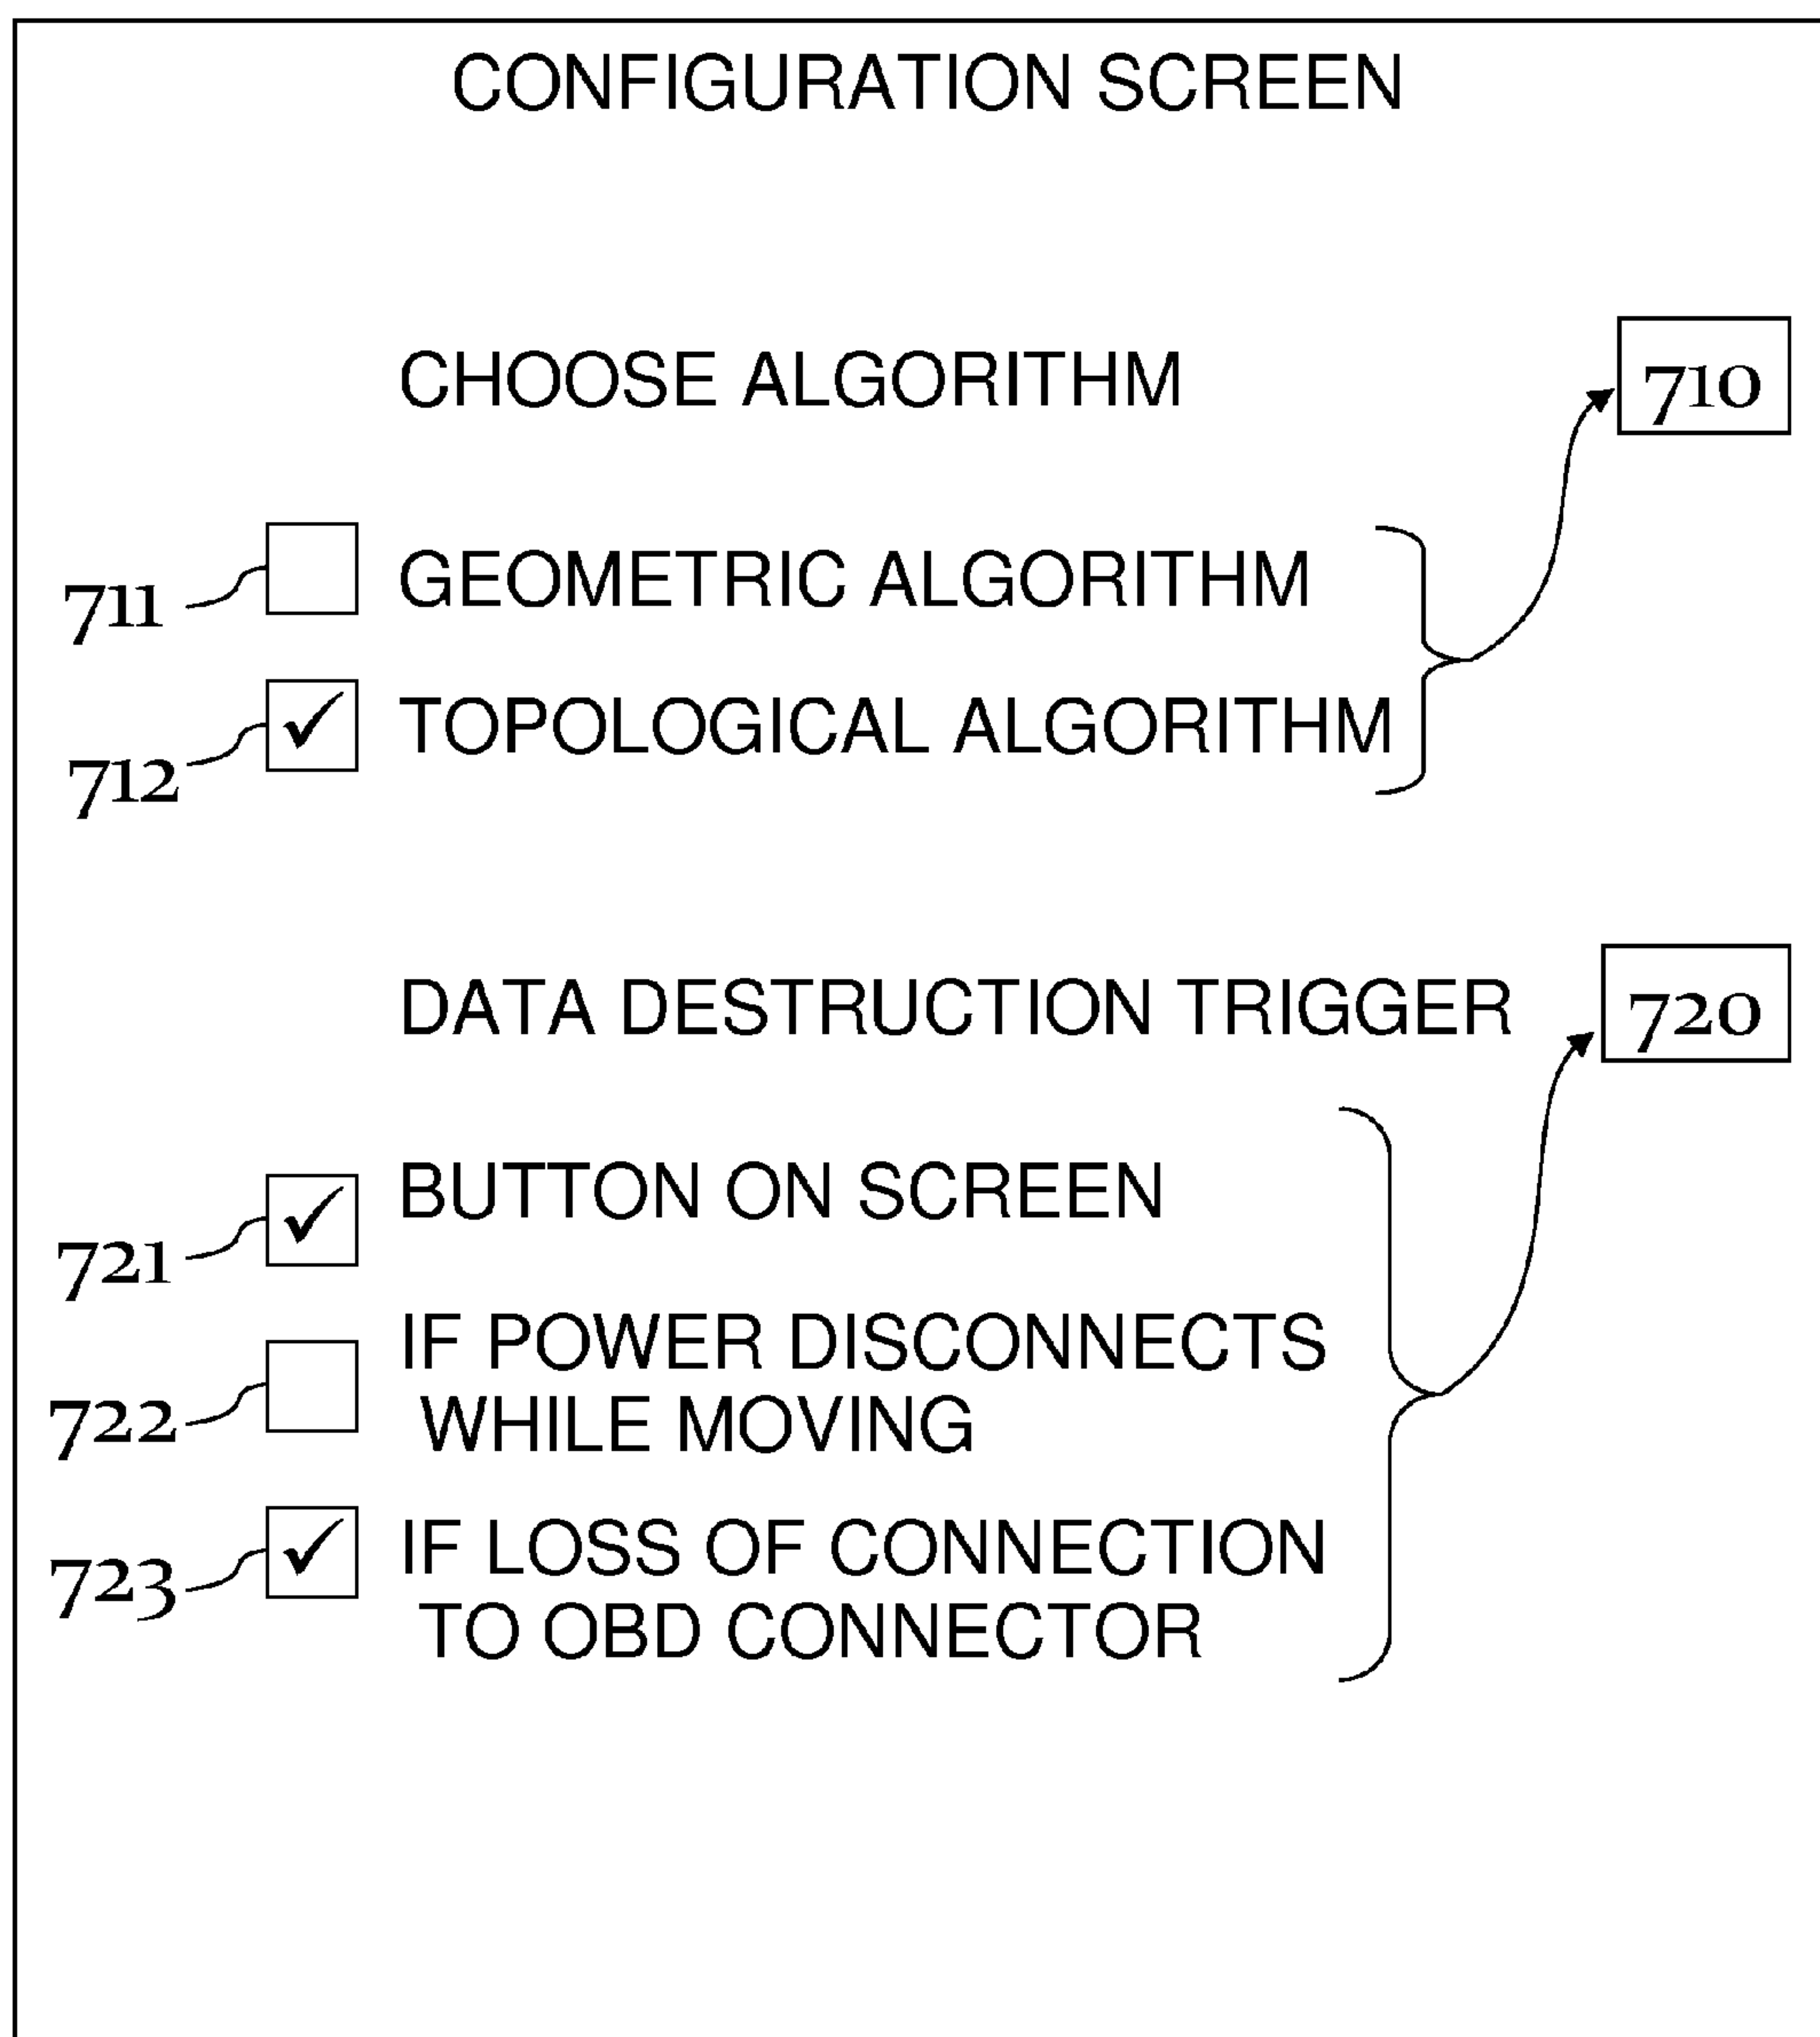 CONFIGURATION SCREEN
CHOOSE ALGORITHM
710
711
GEOMETRIC ALGORITHM
712
✓
TOPOLOGICAL ALGORITHM
DATA DESTRUCTION TRIGGER
720
721
✓
BUTTON ON SCREEN
722
IF POWER DISCONNECTS
WHILE MOVING
723
✓
IF LOSS OF CONNECTION
TO OBD CONNECTOR